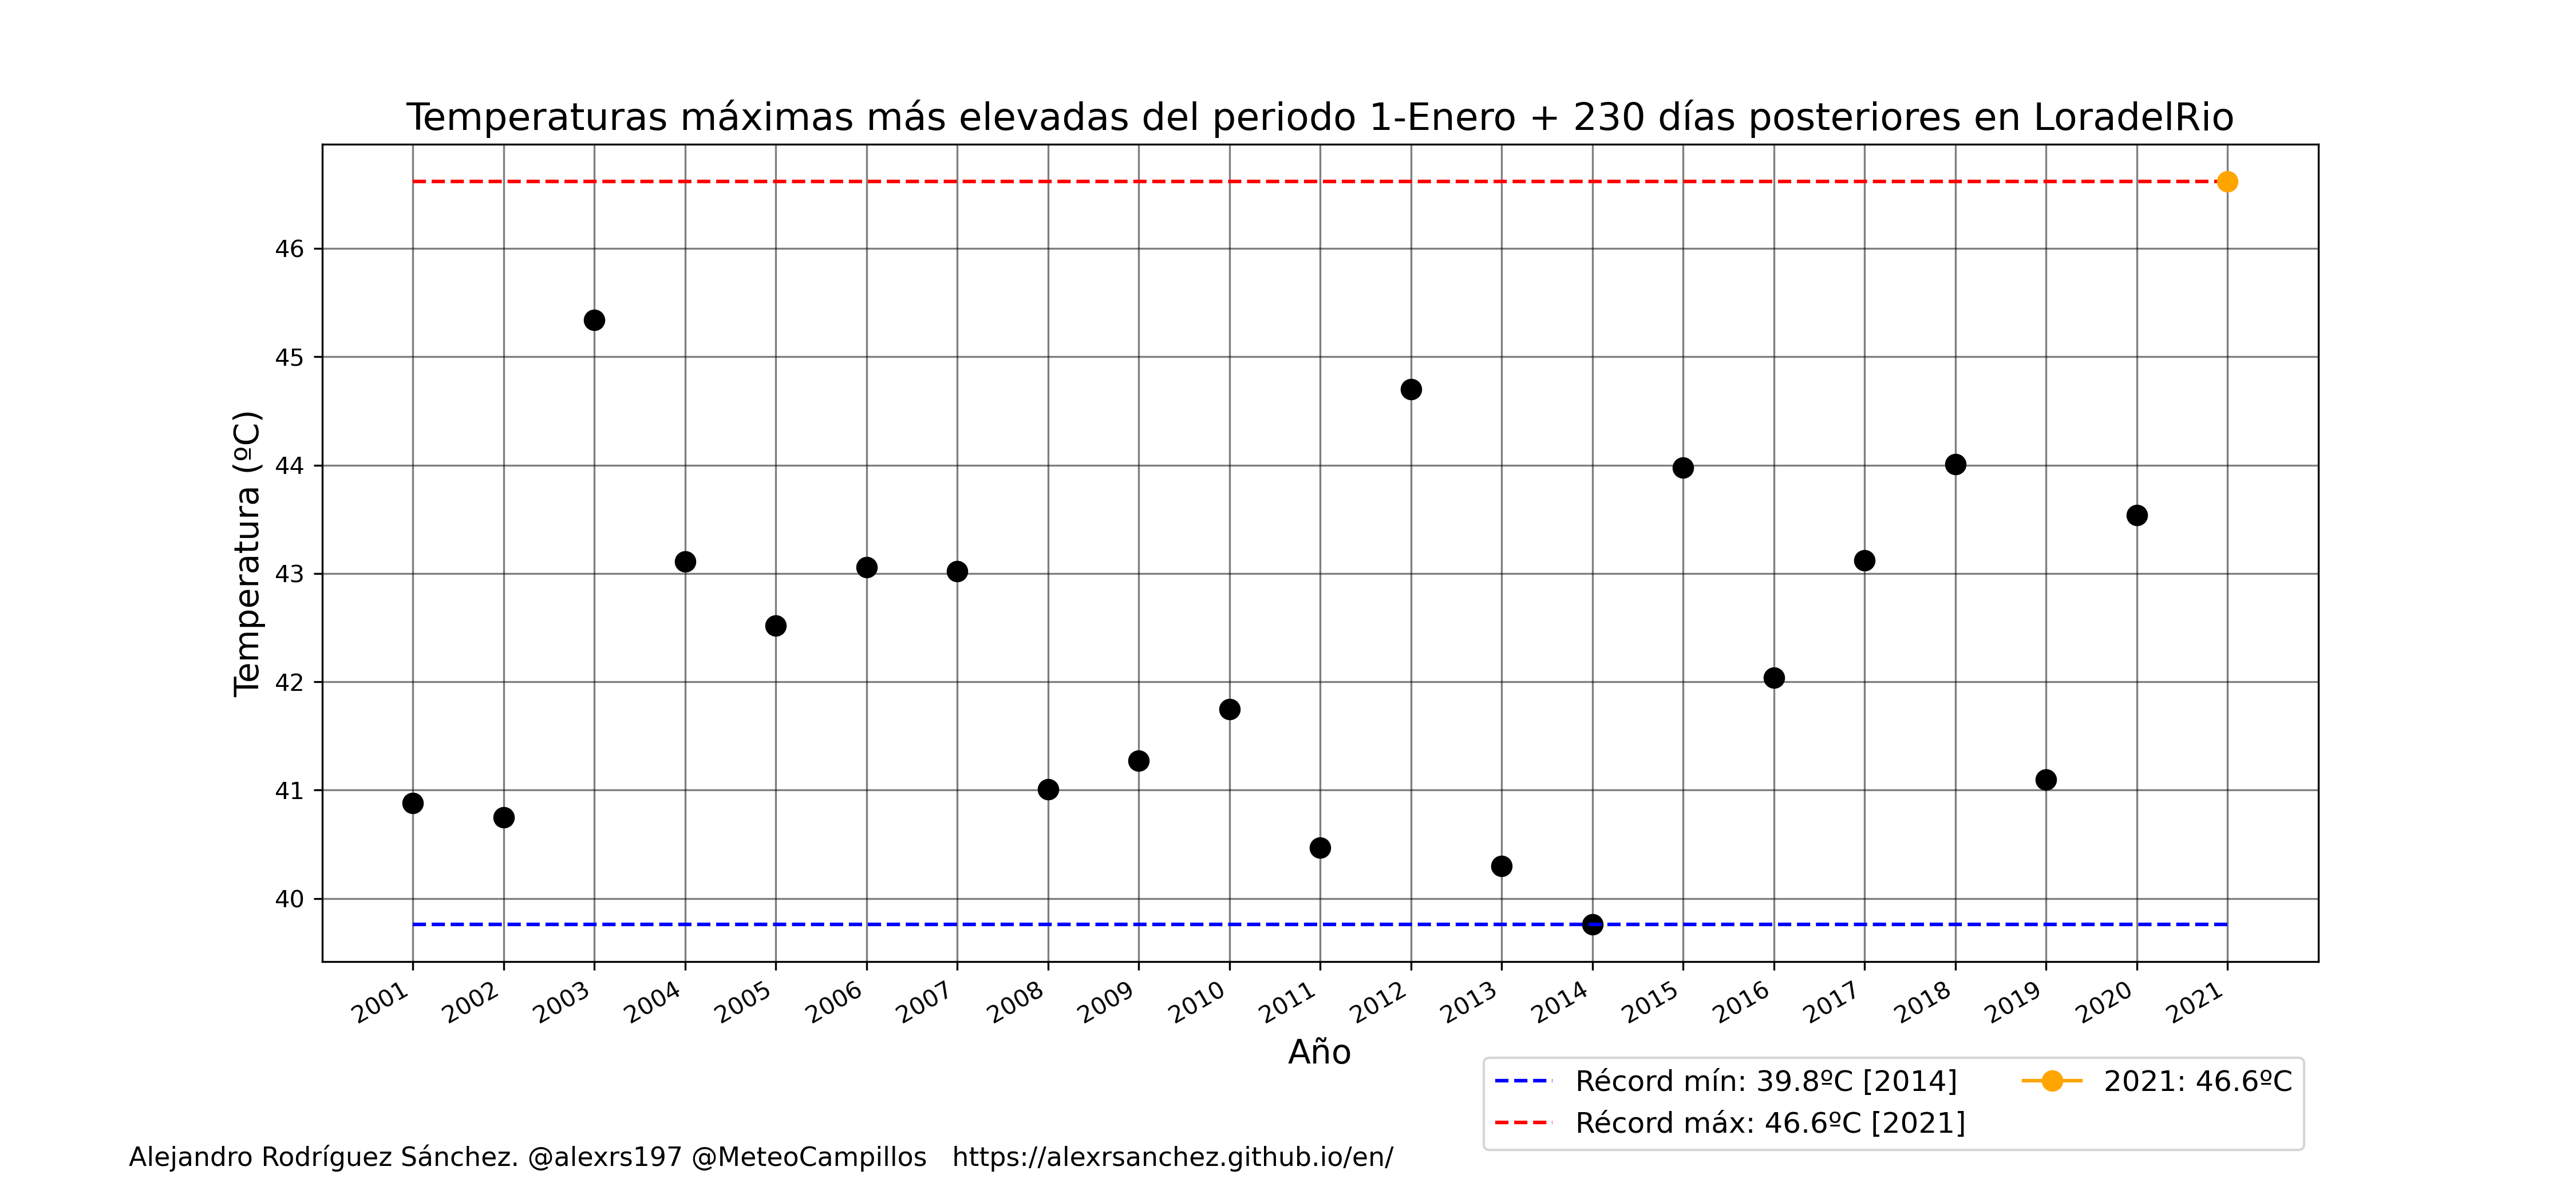 Temperaturas máximas más elevadas del periodo 1-Enero + 230 días posteriores en LoradelRio
Temperatura (ºC)
46
45
44
43
42
41
40
2001 2002 2003 2004 2005 2006 2007 2008 2009 2010 2011 2012 2013 2014 2015 2016 2017 2018 2019 2020 2021
Año
Récord mín: 39.8ºC [2014]
Récord máx: 46.6ºC [2021]
2021: 46.6ºC
Alejandro Rodríguez Sánchez. @alexrs197 @MeteoCampillos https://alexrsanchez.github.io/en/